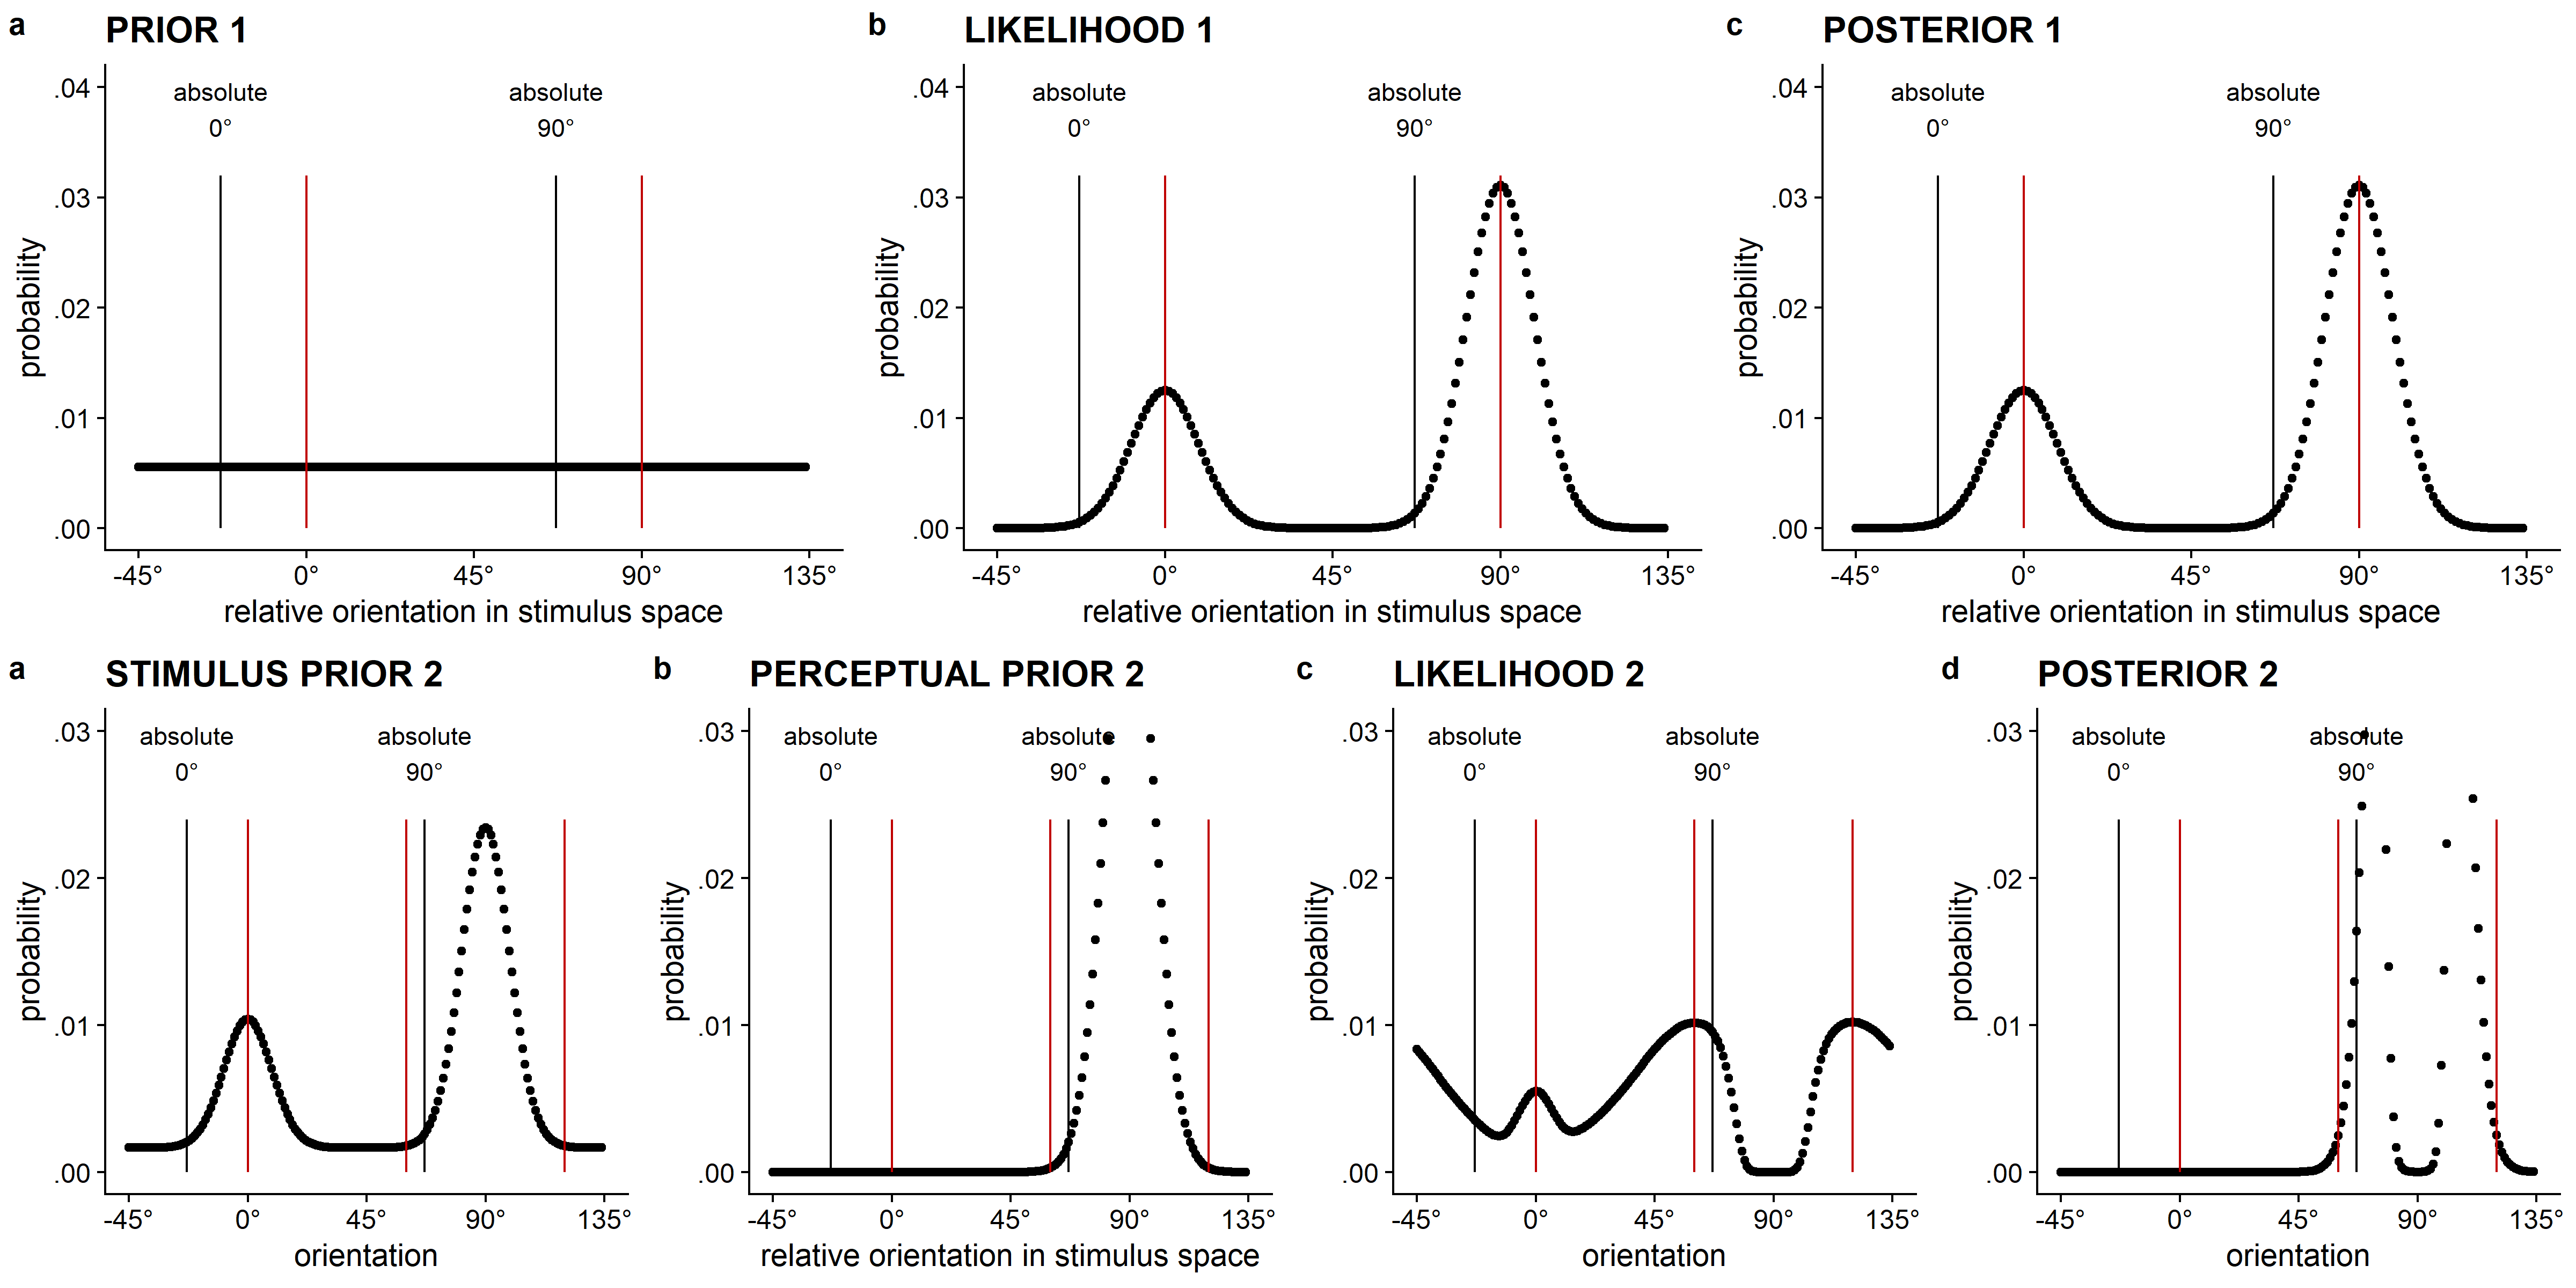 a PRIOR 1
.04
.03
.02
.01
.00
absolute
0°
absolute
90°
probability
-45° 0° 45° 90° 135°
relative orientation in stimulus space
b LIKELIHOOD 1
.04
.03
.02
.01
.00
absolute
0°
absolute
90°
probability
-45° 0° 45° 90° 135°
relative orientation in stimulus space
c POSTERIOR 1
.04
.03
.02
.01
.00
absolute
0°
absolute
90°
probability
-45° 0° 45° 90° 135°
relative orientation in stimulus space
a STIMULUS PRIOR 2
.03
.02
.01
.00
absolute
0°
absolute
90°
probability
-45° 0° 45° 90° 135°
orientation
b PERCEPTUAL PRIOR 2
.03
.02
.01
.00
absolute
0°
absolute
90°
probability
-45° 0° 45° 90° 135°
relative orientation in stimulus space
c LIKELIHOOD 2
.03
.02
.01
.00
absolute
0°
absolute
90°
probability
-45° 0° 45° 90° 135°
orientation
d POSTERIOR 2
.03
.02
.01
.00
absolute
0°
absolute
90°
probability
-45° 0° 45° 90° 135°
orientation